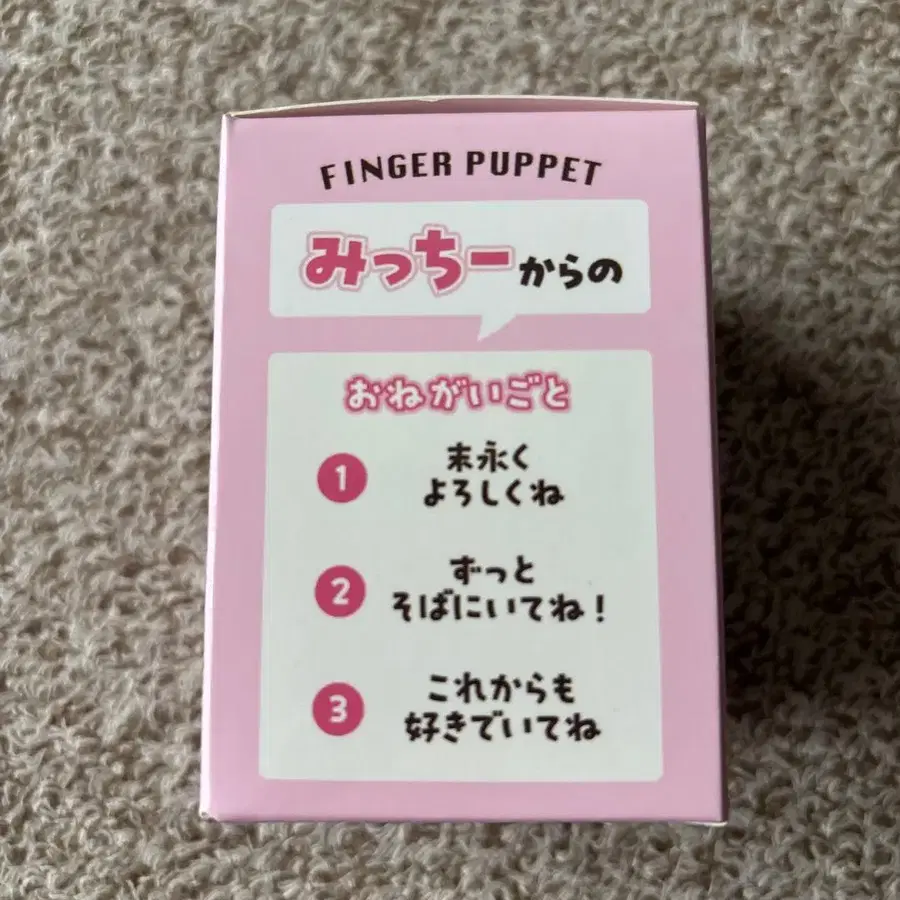 FINGER PUPPET
みっちーからの
おねがいごと
1
末永く
よろしくね
2
ずっと
そばにいてね！
3
これからも
好きでいてね